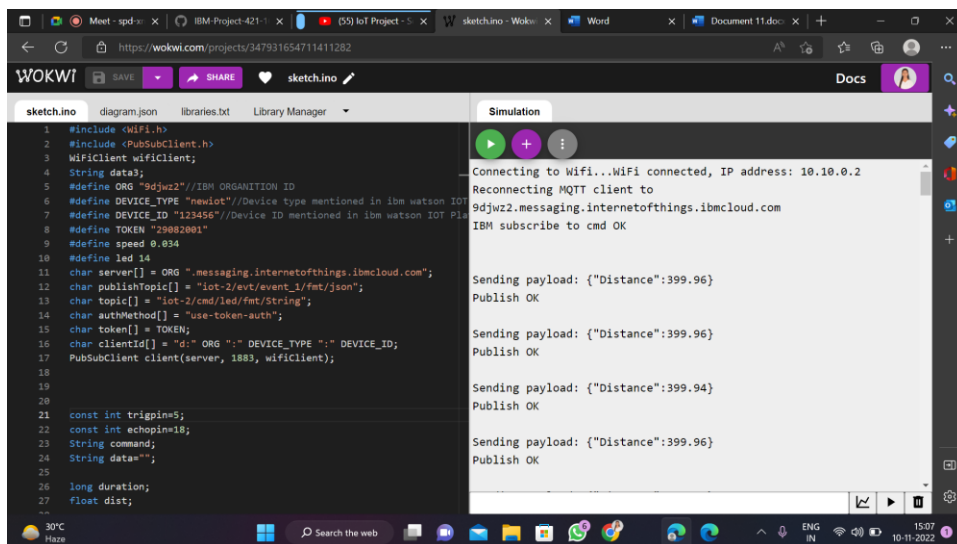 Meet - spd-x
IBM-Project-421-1
(55) IoT Project - S
sketch.ino - Wokwi
Word
Document 11.doc
https://wokwi.com/projects/347931654711411282
WOKWI SAVE SHARE sketch.ino Docs
sketch.ino diagram.json libraries.txt Library Manager
1 #include <WiFi.h>
2 #include <PubSubClient.h>
3 WiFiClient wifiClient;
4 String data3;
5 #define ORG "9djwz2"//IBM ORGANITION ID
6 #define DEVICE_TYPE "newiot"//Device type mentioned in ibm watson IOT
7 #define DEVICE_ID "123456"//Device ID mentioned in ibm watson IOT Pla
8 #define TOKEN "29082001"
9 #define speed 0.034
10 #define led 14
11 char server[] = ORG ".messaging.internetofthings.ibmcloud.com";
12 char publishTopic[] = "iot-2/evt/event_1/fmt/json";
13 char topic[] = "iot-2/cmd/led/fmt/String";
14 char authMethod[] = "use-token-auth";
15 char token[] = TOKEN;
16 char clientId[] = "d:" ORG ":" DEVICE_TYPE ":" DEVICE_ID;
17 PubSubClient client(server, 1883, wifiClient);
18
19
20
21 const int trigpin=5;
22 const int echopin=18;
23 String command;
24 String data="";
25
26 long duration;
27 float dist;
Simulation
Connecting to Wifi...WiFi connected, IP address: 10.10.0.2
Reconnecting MQTT client to
9djwz2.messaging.internetofthings.ibmcloud.com
IBM subscribe to cmd OK
Sending payload: {"Distance":399.96}
Publish OK
Sending payload: {"Distance":399.96}
Publish OK
Sending payload: {"Distance":399.94}
Publish OK
Sending payload: {"Distance":399.96}
Publish OK
30°C
Haze
Search the web
6
ENG
IN
15:07
10-11-2022
1